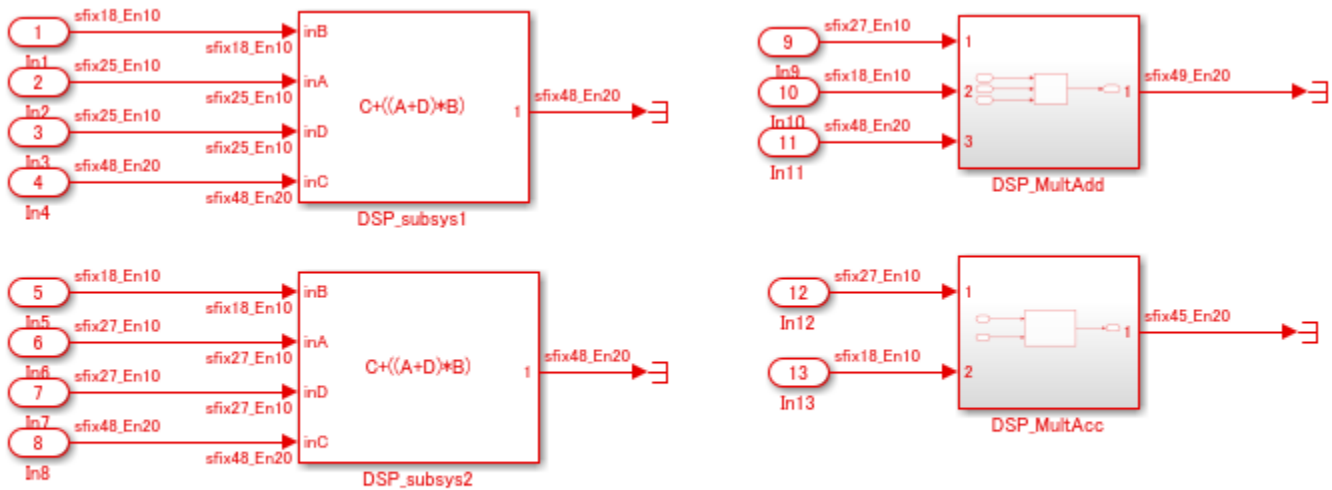 1
sfix18_En10
In1
sfix18_En10
inB
2
sfix25_En10
In2
sfix25_En10
inA
3
sfix25_En10
In3
sfix25_En10
inD
4
sfix48_En20
In4
sfix48_En20
inC
C+((A+D)*B)
1
sfix48_En20
DSP_subsys1
9
sfix27_En10
In9
1
10
sfix18_En10
In10
2
11
sfix48_En20
In11
3
1
sfix49_En20
DSP_MultAdd
5
sfix18_En10
In5
sfix18_En10
inB
6
sfix27_En10
In6
sfix27_En10
inA
7
sfix27_En10
In7
sfix27_En10
inD
8
sfix48_En20
In8
sfix48_En20
inC
C+((A+D)*B)
1
sfix48_En20
DSP_subsys2
12
sfix27_En10
In12
1
13
sfix18_En10
In13
2
1
sfix45_En20
DSP_MultAcc